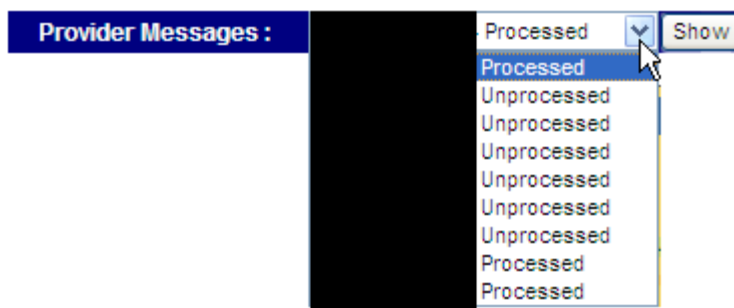 Provider Messages : - Processed Show
Processed
Unprocessed
Unprocessed
Unprocessed
Unprocessed
Unprocessed
Unprocessed
Processed
Processed